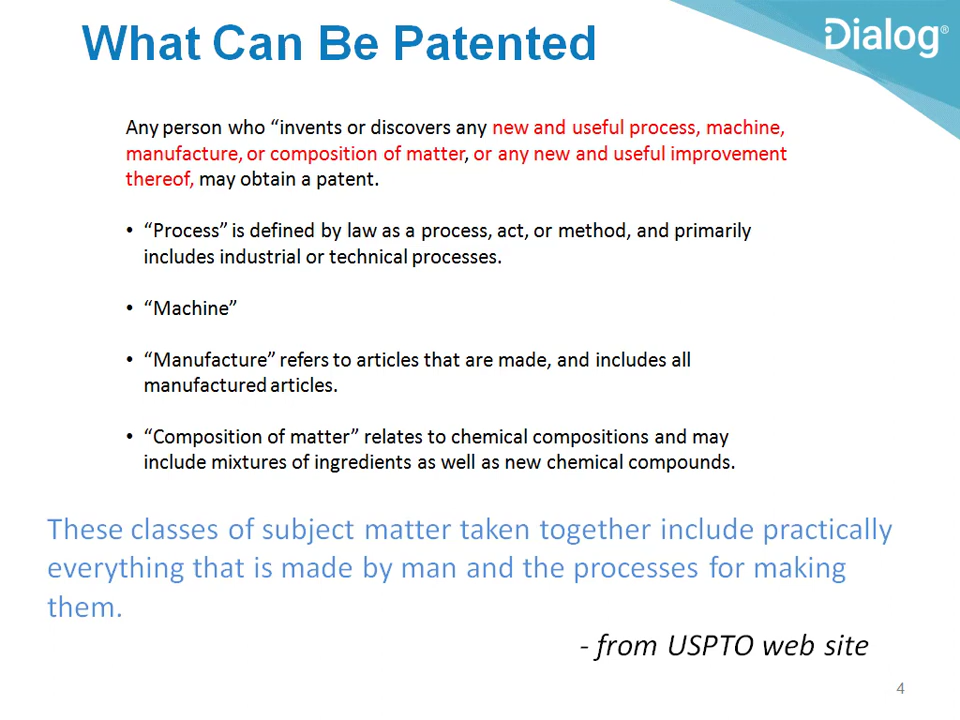 What Can Be Patented
Dialog®
Any person who “invents or discovers any new and useful process, machine,
manufacture, or composition of matter, or any new and useful improvement
thereof, may obtain a patent.
• “Process” is defined by law as a process, act, or method, and primarily
includes industrial or technical processes.
• “Machine”
• “Manufacture” refers to articles that are made, and includes all
manufactured articles.
• “Composition of matter” relates to chemical compositions and may
include mixtures of ingredients as well as new chemical compounds.
These classes of subject matter taken together include practically
everything that is made by man and the processes for making
them.
- from USPTO web site
4